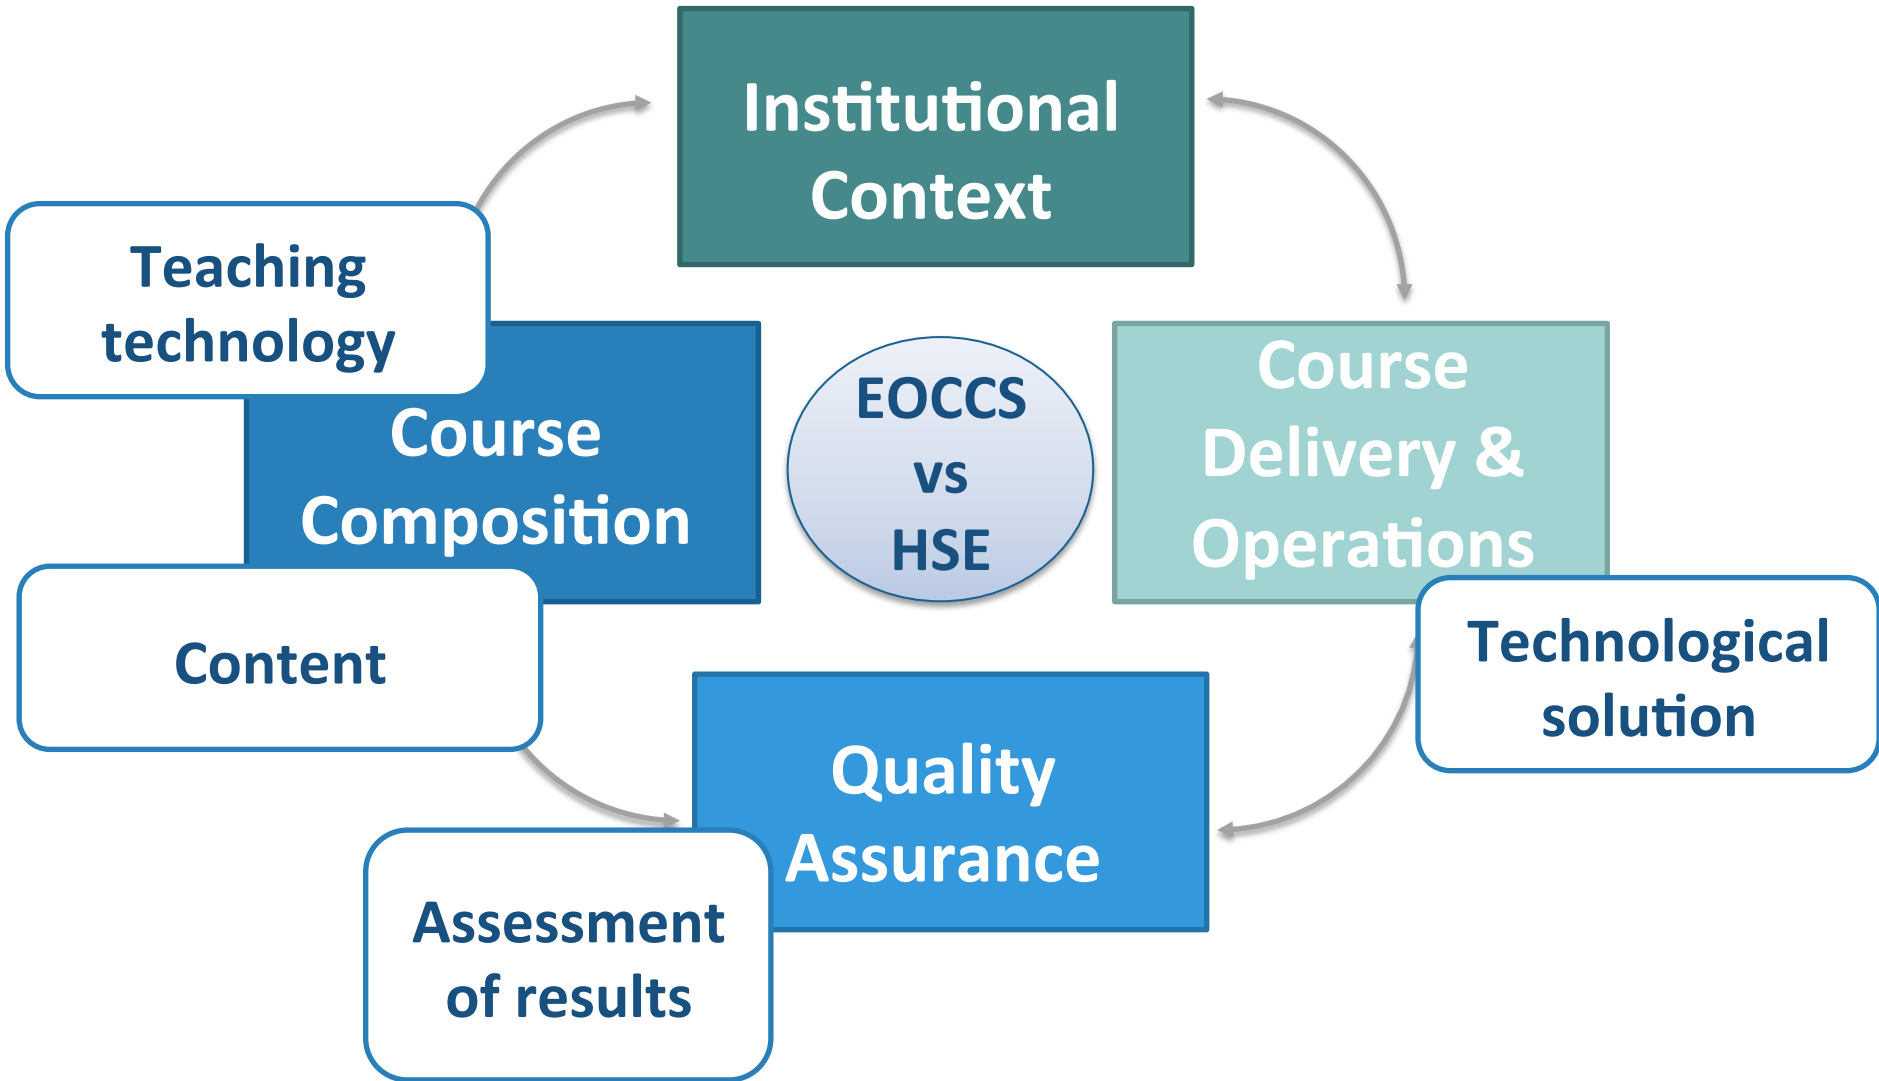 Institutional
Context
Teaching
technology
Course
Composition
EOCCS
vs
HSE
Course
Delivery &
Operations
Content
Technological
solution
Quality
Assurance
Assessment
of results